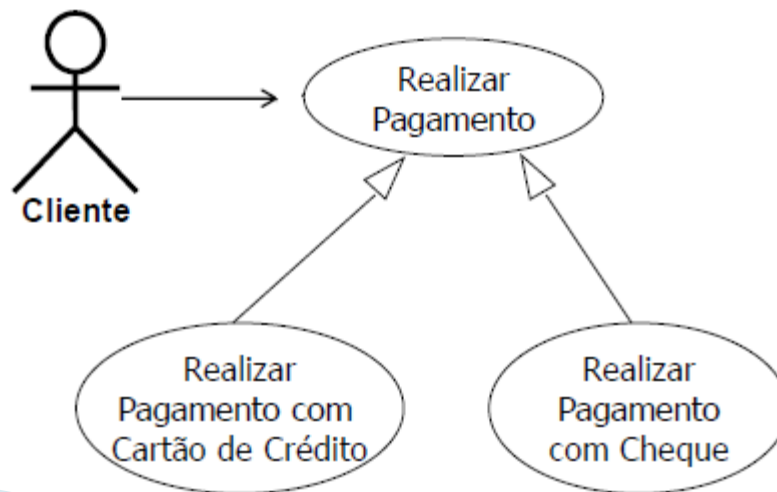 Realizar
Pagamento
Cliente
Realizar
Pagamento com
Cartão de Crédito
Realizar
Pagamento
com Cheque